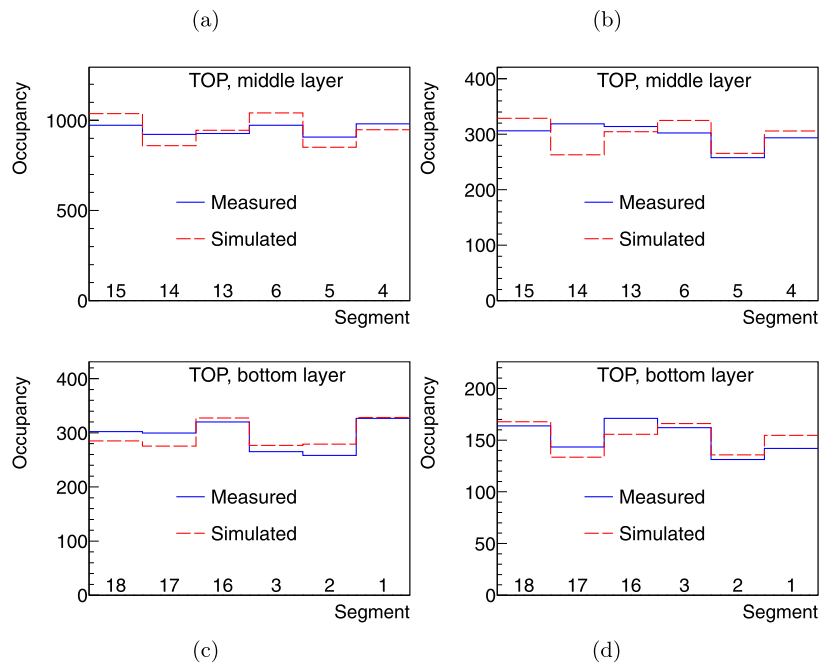 (a)
(b)
TOP, middle layer
Occupancy
1000
500
0
Measured
Simulated
15 14 13 6 5 4
Segment
TOP, middle layer
Occupancy
400
300
200
100
0
Measured
Simulated
15 14 13 6 5 4
Segment
TOP, bottom layer
Occupancy
400
300
200
100
0
Measured
Simulated
18 17 16 3 2 1
Segment
TOP, bottom layer
Occupancy
200
150
100
50
0
Measured
Simulated
18 17 16 3 2 1
Segment
(c)
(d)